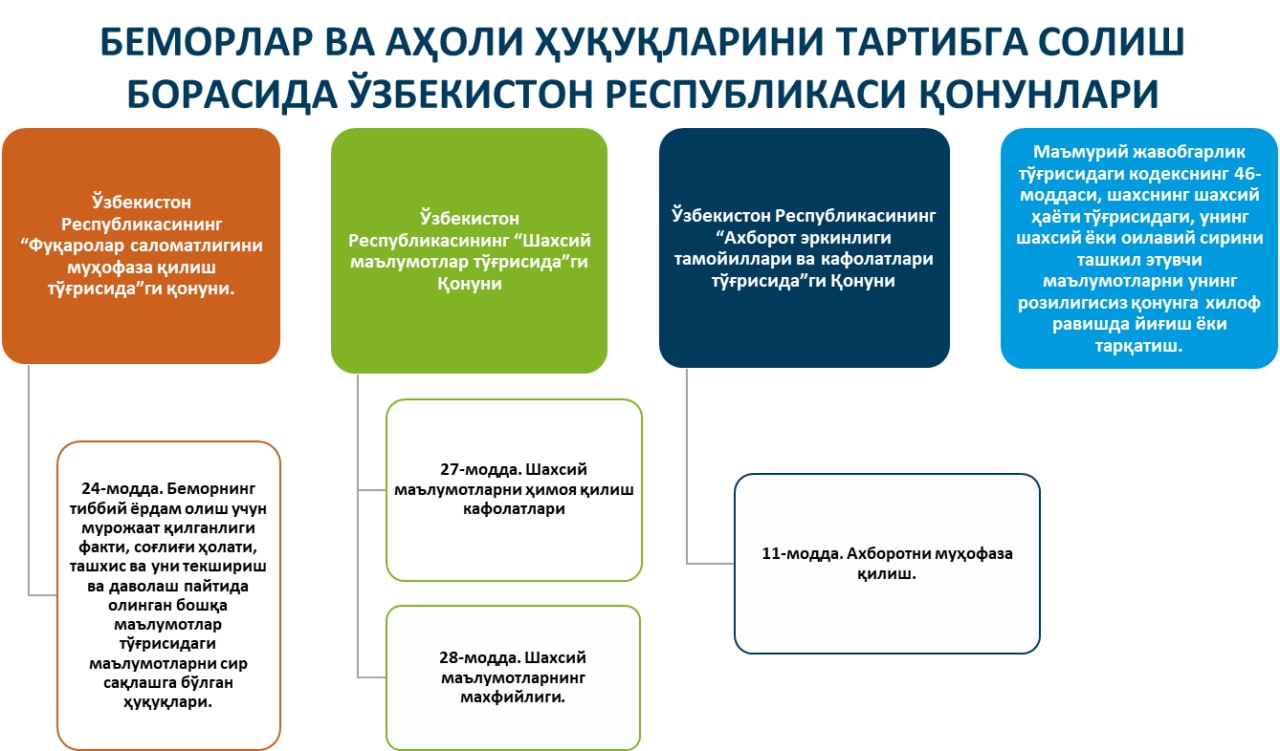 БЕМОРЛАР ВА АҲОЛИ ҲУҚУҚЛАРИНИ ТАРТИБГА СОЛИШ
БОРАСИДА ЎЗБЕКИСТОН РЕСПУБЛИКАСИ ҚОНУНЛАРИ
Ўзбекистон
Республикасининг
“Фуқаролар саломатлигини
муҳофаза қилиш
тўғрисида”ги қонуни.
24-модда. Беморнинг
тиббий ёрдам олиш учун
мурожаат қилганлиги
факти, соғлиғи ҳолати,
ташхис ва уни текшириш
ва даволаш пайтида
олинган бошқа
маълумотлар
тўғрисидаги
маълумотларни сир
сақлашга бўлган
ҳуқуқлари.
Ўзбекистон
Республикасининг “Шахсий
маълумотлар тўғрисида”ги
Қонуни
27-модда. Шахсий
маълумотларни ҳимоя қилиш
кафолатлари
28-модда. Шахсий
маълумотларнинг
махфийлиги.
Ўзбекистон Республикасининг
“Ахборот эркинлиги
тамойиллари ва кафолатлари
тўғрисида”ги Қонуни
11-модда. Ахборотни муҳофаза
қилиш.
Маъмурий жавобгарлик
тўғрисидаги кодекснинг 46-
моддаси, шахснинг шахсий
ҳаёти тўғрисидаги, унинг
шахсий ёки оилавий сирини
ташкил этувчи
маълумотларни унинг
розилигисиз қонунга хилоф
равишда йиғиш ёки
тарқатиш.